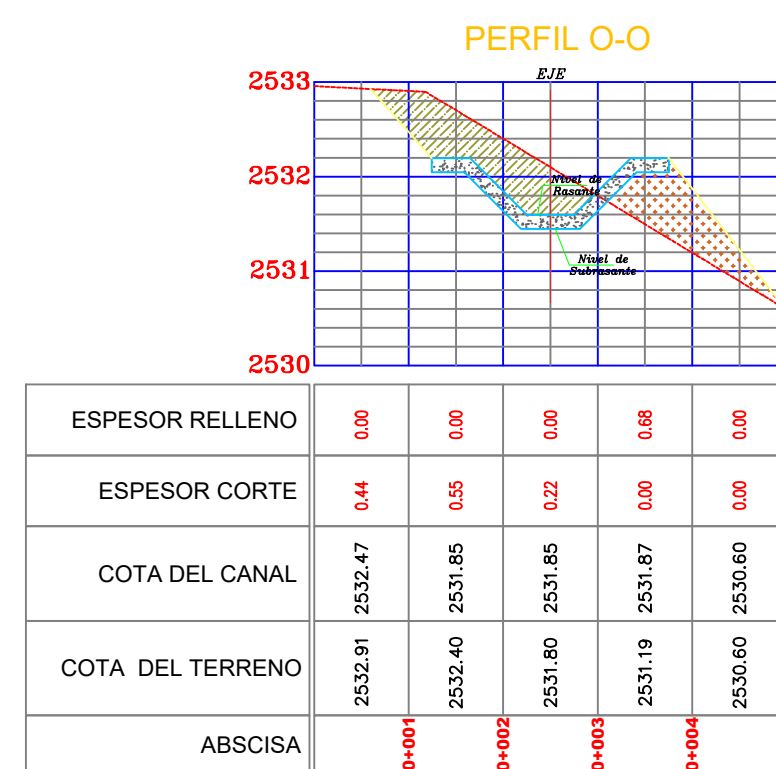 PERFIL O-O
EJE
2533
2532
Nivel de
Rasante
2531
Nivel de
Subrasante
2530
ESPESOR RELLENO 0.00 0.00 0.00 0.68 0.00
ESPESOR CORTE 0.44 0.55 0.22 0.00 0.00
COTA DEL CANAL 2532.47 2531.85 2531.85 2531.87 2530.60
COTA DEL TERRENO 2532.91 2532.40 2531.80 2531.19 2530.60
ABSCISA 0+001 0+002 0+003 0+004